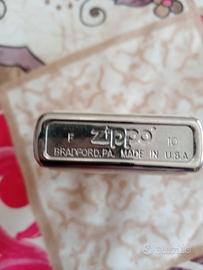 F zippo 10
BRADFORD, PA. MADE IN U.S.A